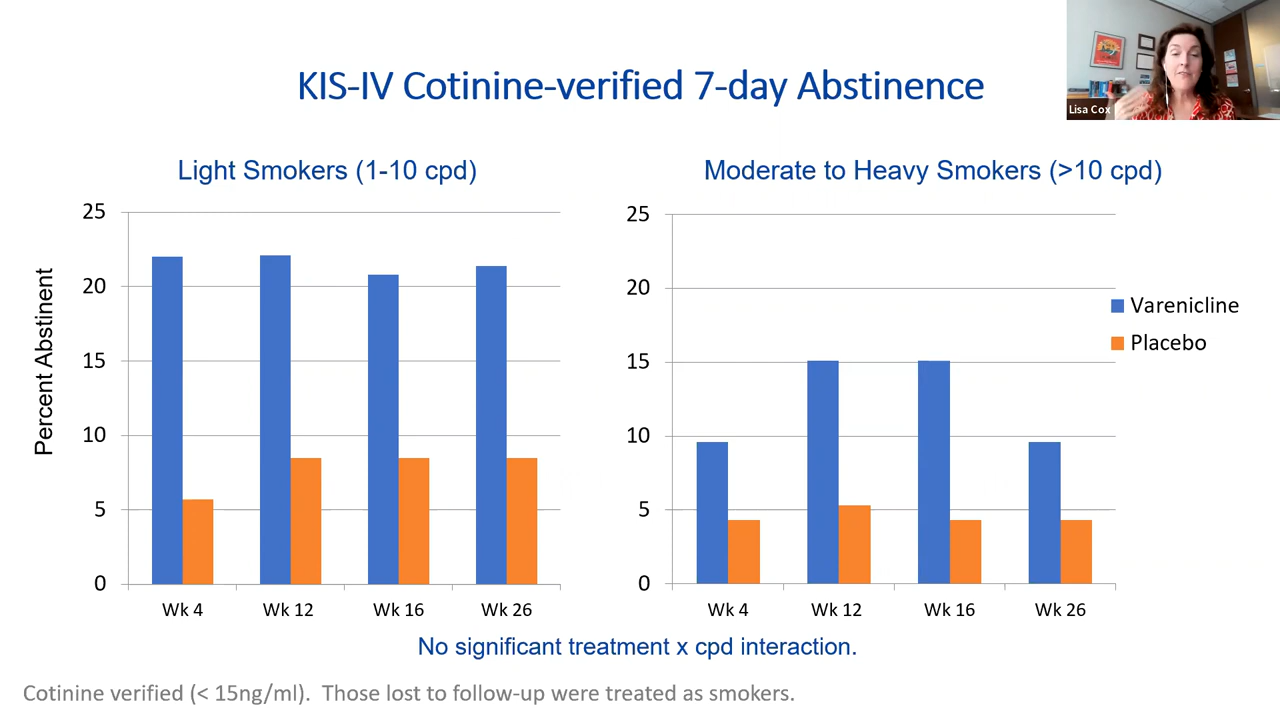 KIS-IV Cotinine-verified 7-day Abstinence
Lisa Cox
Light Smokers (1-10 cpd)
Percent Abstinent
25
20
15
10
5
0
Wk 4
Wk 12
Wk 16
Wk 26
Moderate to Heavy Smokers (>10 cpd)
25
20
15
10
5
0
Wk 4
Wk 12
Wk 16
Wk 26
Varenicline
Placebo
No significant treatment x cpd interaction.
Cotinine verified (< 15ng/ml). Those lost to follow-up were treated as smokers.